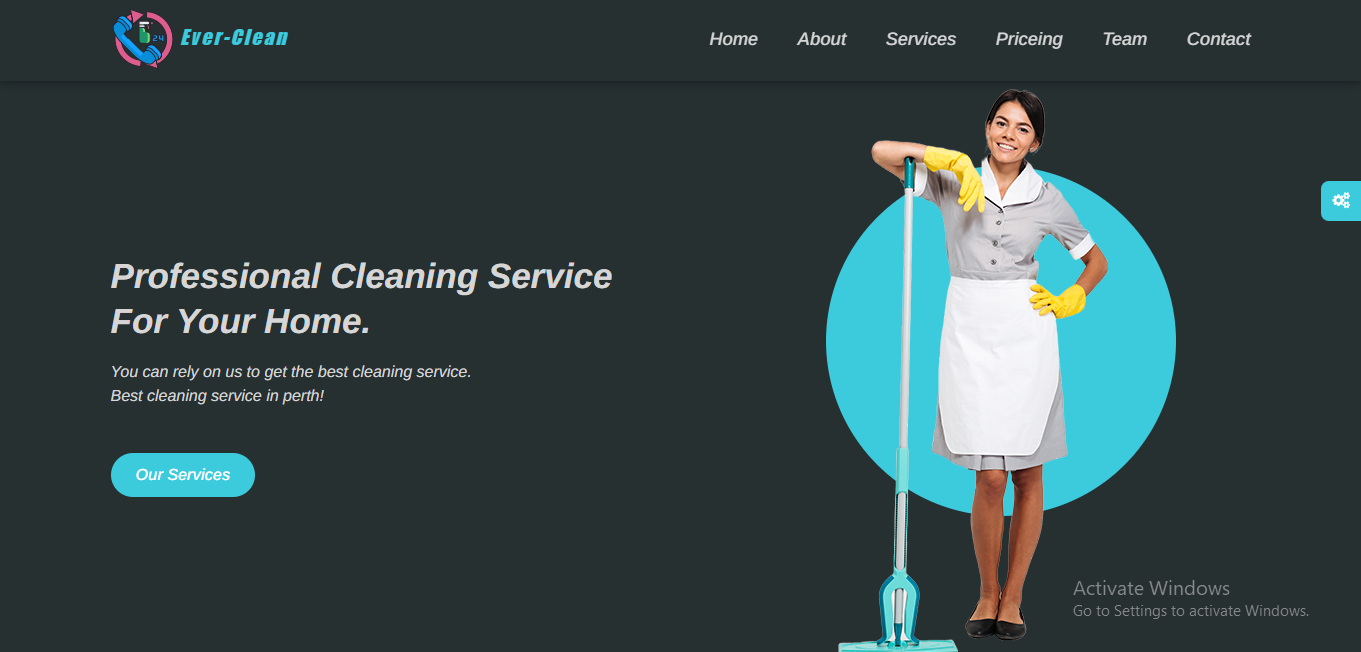 24
Ever-Clean
Home About Services Priceing Team Contact
Professional Cleaning Service
For Your Home.
You can rely on us to get the best cleaning service.
Best cleaning service in perth!
Our Services
Activate Windows
Go to Settings to activate Windows.